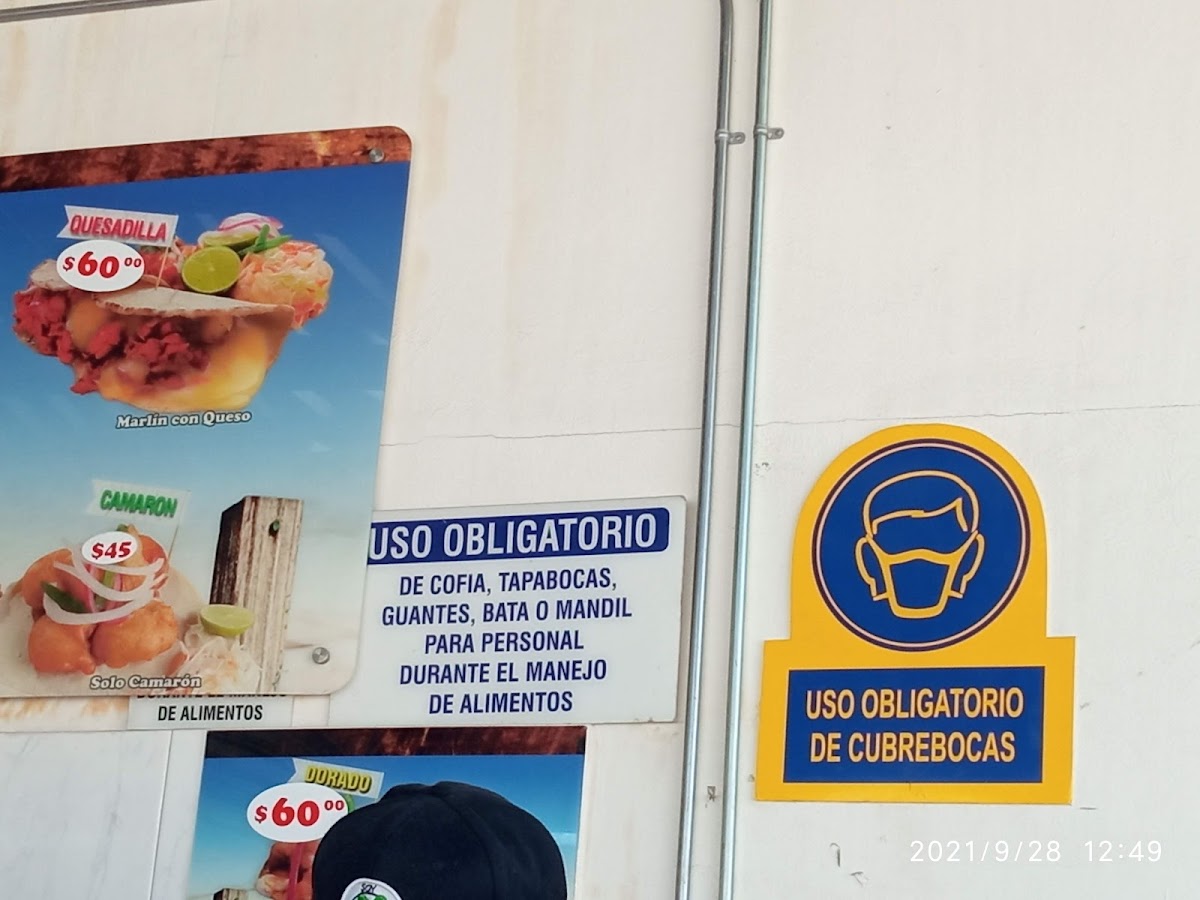 QUESADILLA
$60.00
Marlin con Queso
CAMARON
$45
Solo Camarón
USO OBLIGATORIO
DE COFIA, TAPABOCAS,
GUANTES, BATA O MANDIL
PARA PERSONAL
DURANTE EL MANEJO
DE ALIMENTOS
DE ALIMENTOS
DORADO
$60.00
SOY
USO OBLIGATORIO
DE CUBREBOCAS
2021/9/28 12:49